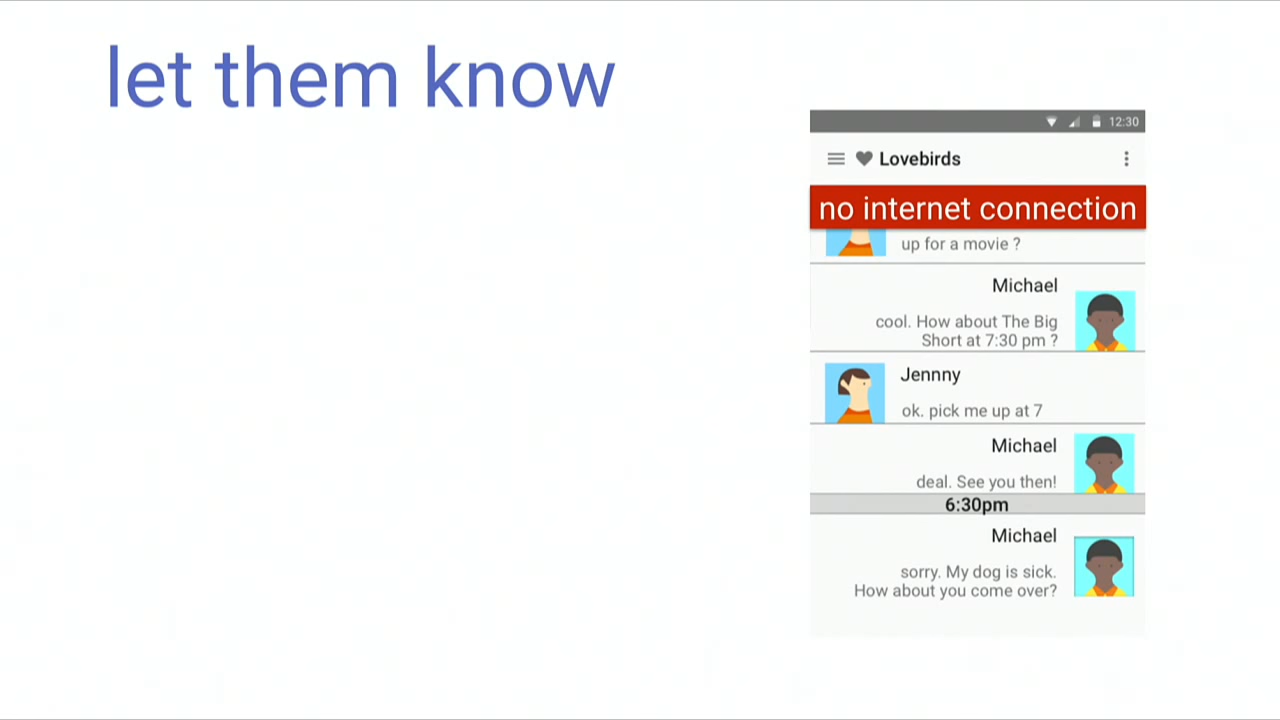 let them know
12:30
Lovebirds
no internet connection
up for a movie ?
Michael
cool. How about The Big
Short at 7:30 pm ?
Jennny
ok. pick me up at 7
Michael
deal. See you then!
6:30pm
Michael
sorry. My dog is sick.
How about you come over?